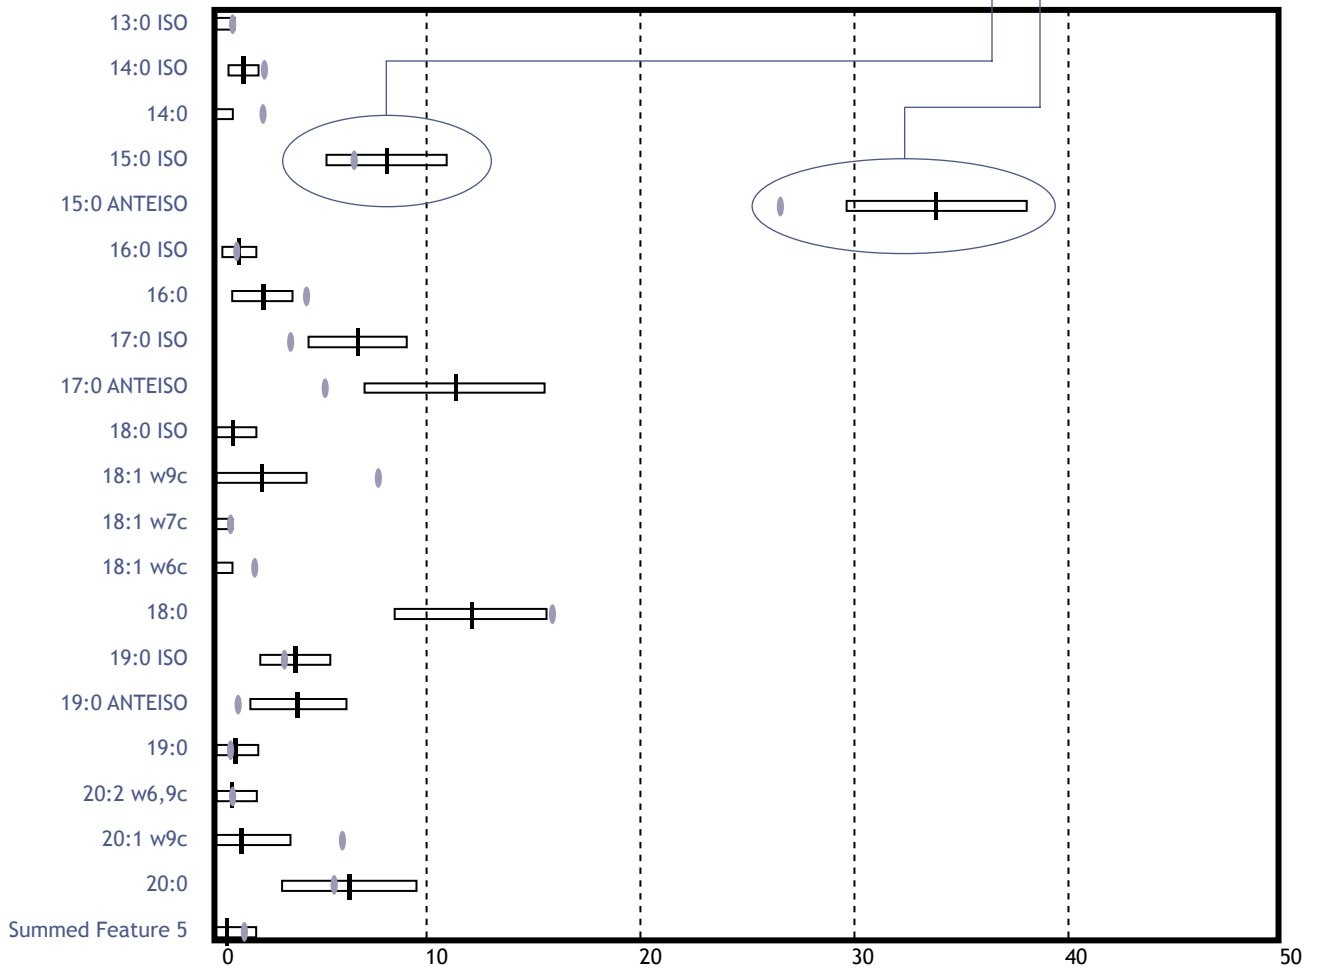 13:0 ISO
14:0 ISO
14:0
15:0 ISO
15:0 ANTEISO
16:0 ISO
16:0
17:0 ISO
17:0 ANTEISO
18:0 ISO
18:1 w9c
18:1 w7c
18:1 w6c
18:0
19:0 ISO
19:0 ANTEISO
19:0
20:2 w6,9c
20:1 w9c
20:0
Summed Feature 5
0 10 20 30 40 50